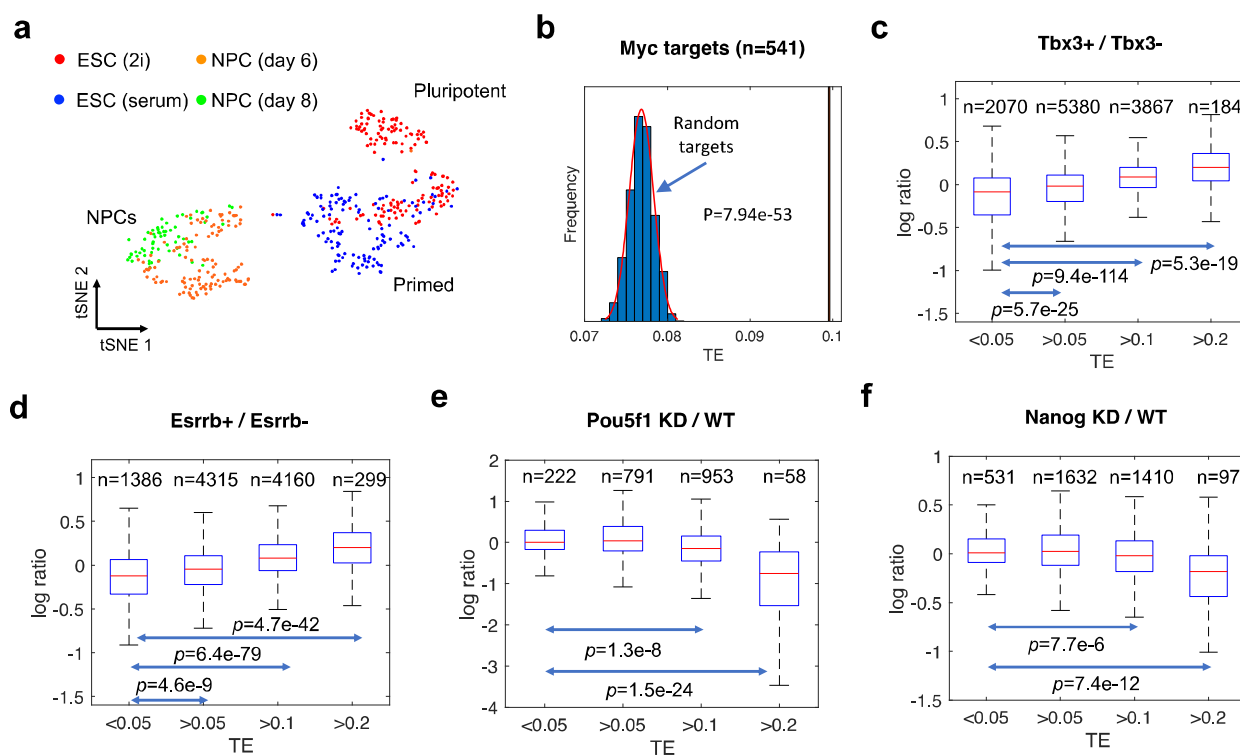 a
ESC (2i)
NPC (day 6)
ESC (serum)
NPC (day 8)
Pluripotent
NPCs
Primed
tSNE 2
tSNE 1
b
Myc targets (n=541)
Random
targets
P=7.94e-53
Frequency
0.07
0.08
0.09
0.1
TE
c
Tbx3+ / Tbx3-
n=2070
n=5380
n=3867
n=184
1
0.5
0
-0.5
-1
-1.5
log ratio
p=5.3e-19
p=9.4e-114
p=5.7e-25
<0.05
>0.05
>0.1
>0.2
TE
d
Esrrb+ / Esrrb-
n=1386
n=4315
n=4160
n=299
1
0.5
0
-0.5
-1
-1.5
log ratio
p=4.7e-42
p=6.4e-79
p=4.6e-9
<0.05
>0.05
>0.1
>0.2
TE
e
Pou5f1 KD / WT
n=222
n=791
n=953
n=58
2
1
0
-1
-2
-3
-4
log ratio
p=1.3e-8
p=1.5e-24
<0.05
>0.05
>0.1
>0.2
TE
f
Nanog KD / WT
n=531
n=1632
n=1410
n=97
1
0.5
0
-0.5
-1
-1.5
log ratio
p=7.7e-6
p=7.4e-12
<0.05
>0.05
>0.1
>0.2
TE